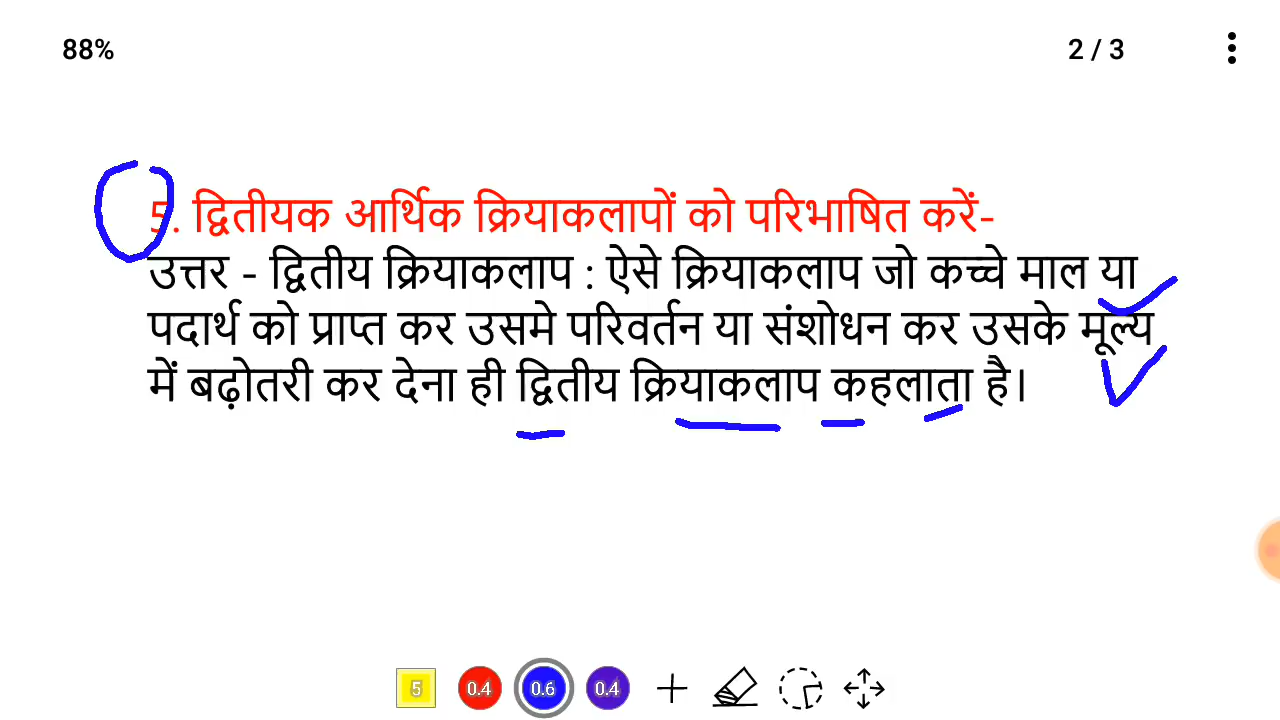 88%
2 / 3
5. द्वितीयक आर्थिक क्रियाकलापों को परिभाषित करें-
उत्तर - द्वितीय क्रियाकलाप : ऐसे क्रियाकलाप जो कच्चे माल या
पदार्थ को प्राप्त कर उसमे परिवर्तन या संशोधन कर उसके मूल्य
में बढ़ोतरी कर देना ही द्वितीय क्रियाकलाप कहलाता है।
5 0.4 0.6 0.4